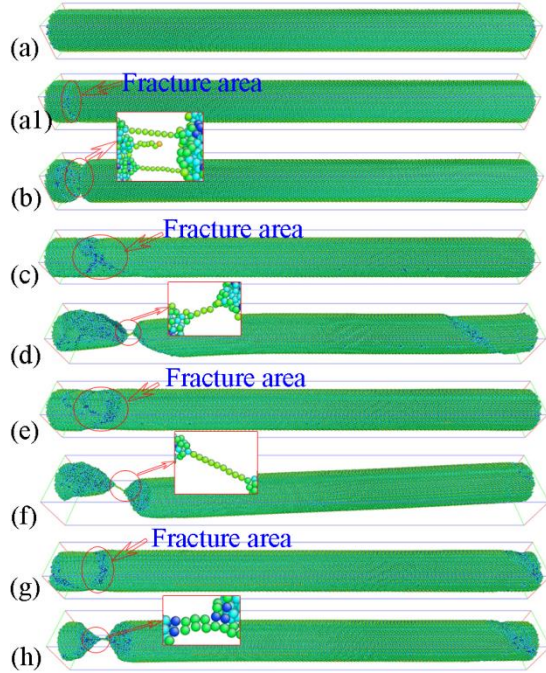 (a)
Fracture area
(a1)
(b)
Fracture area
(c)
(d)
Fracture area
(e)
(f)
Fracture area
(g)
(h)